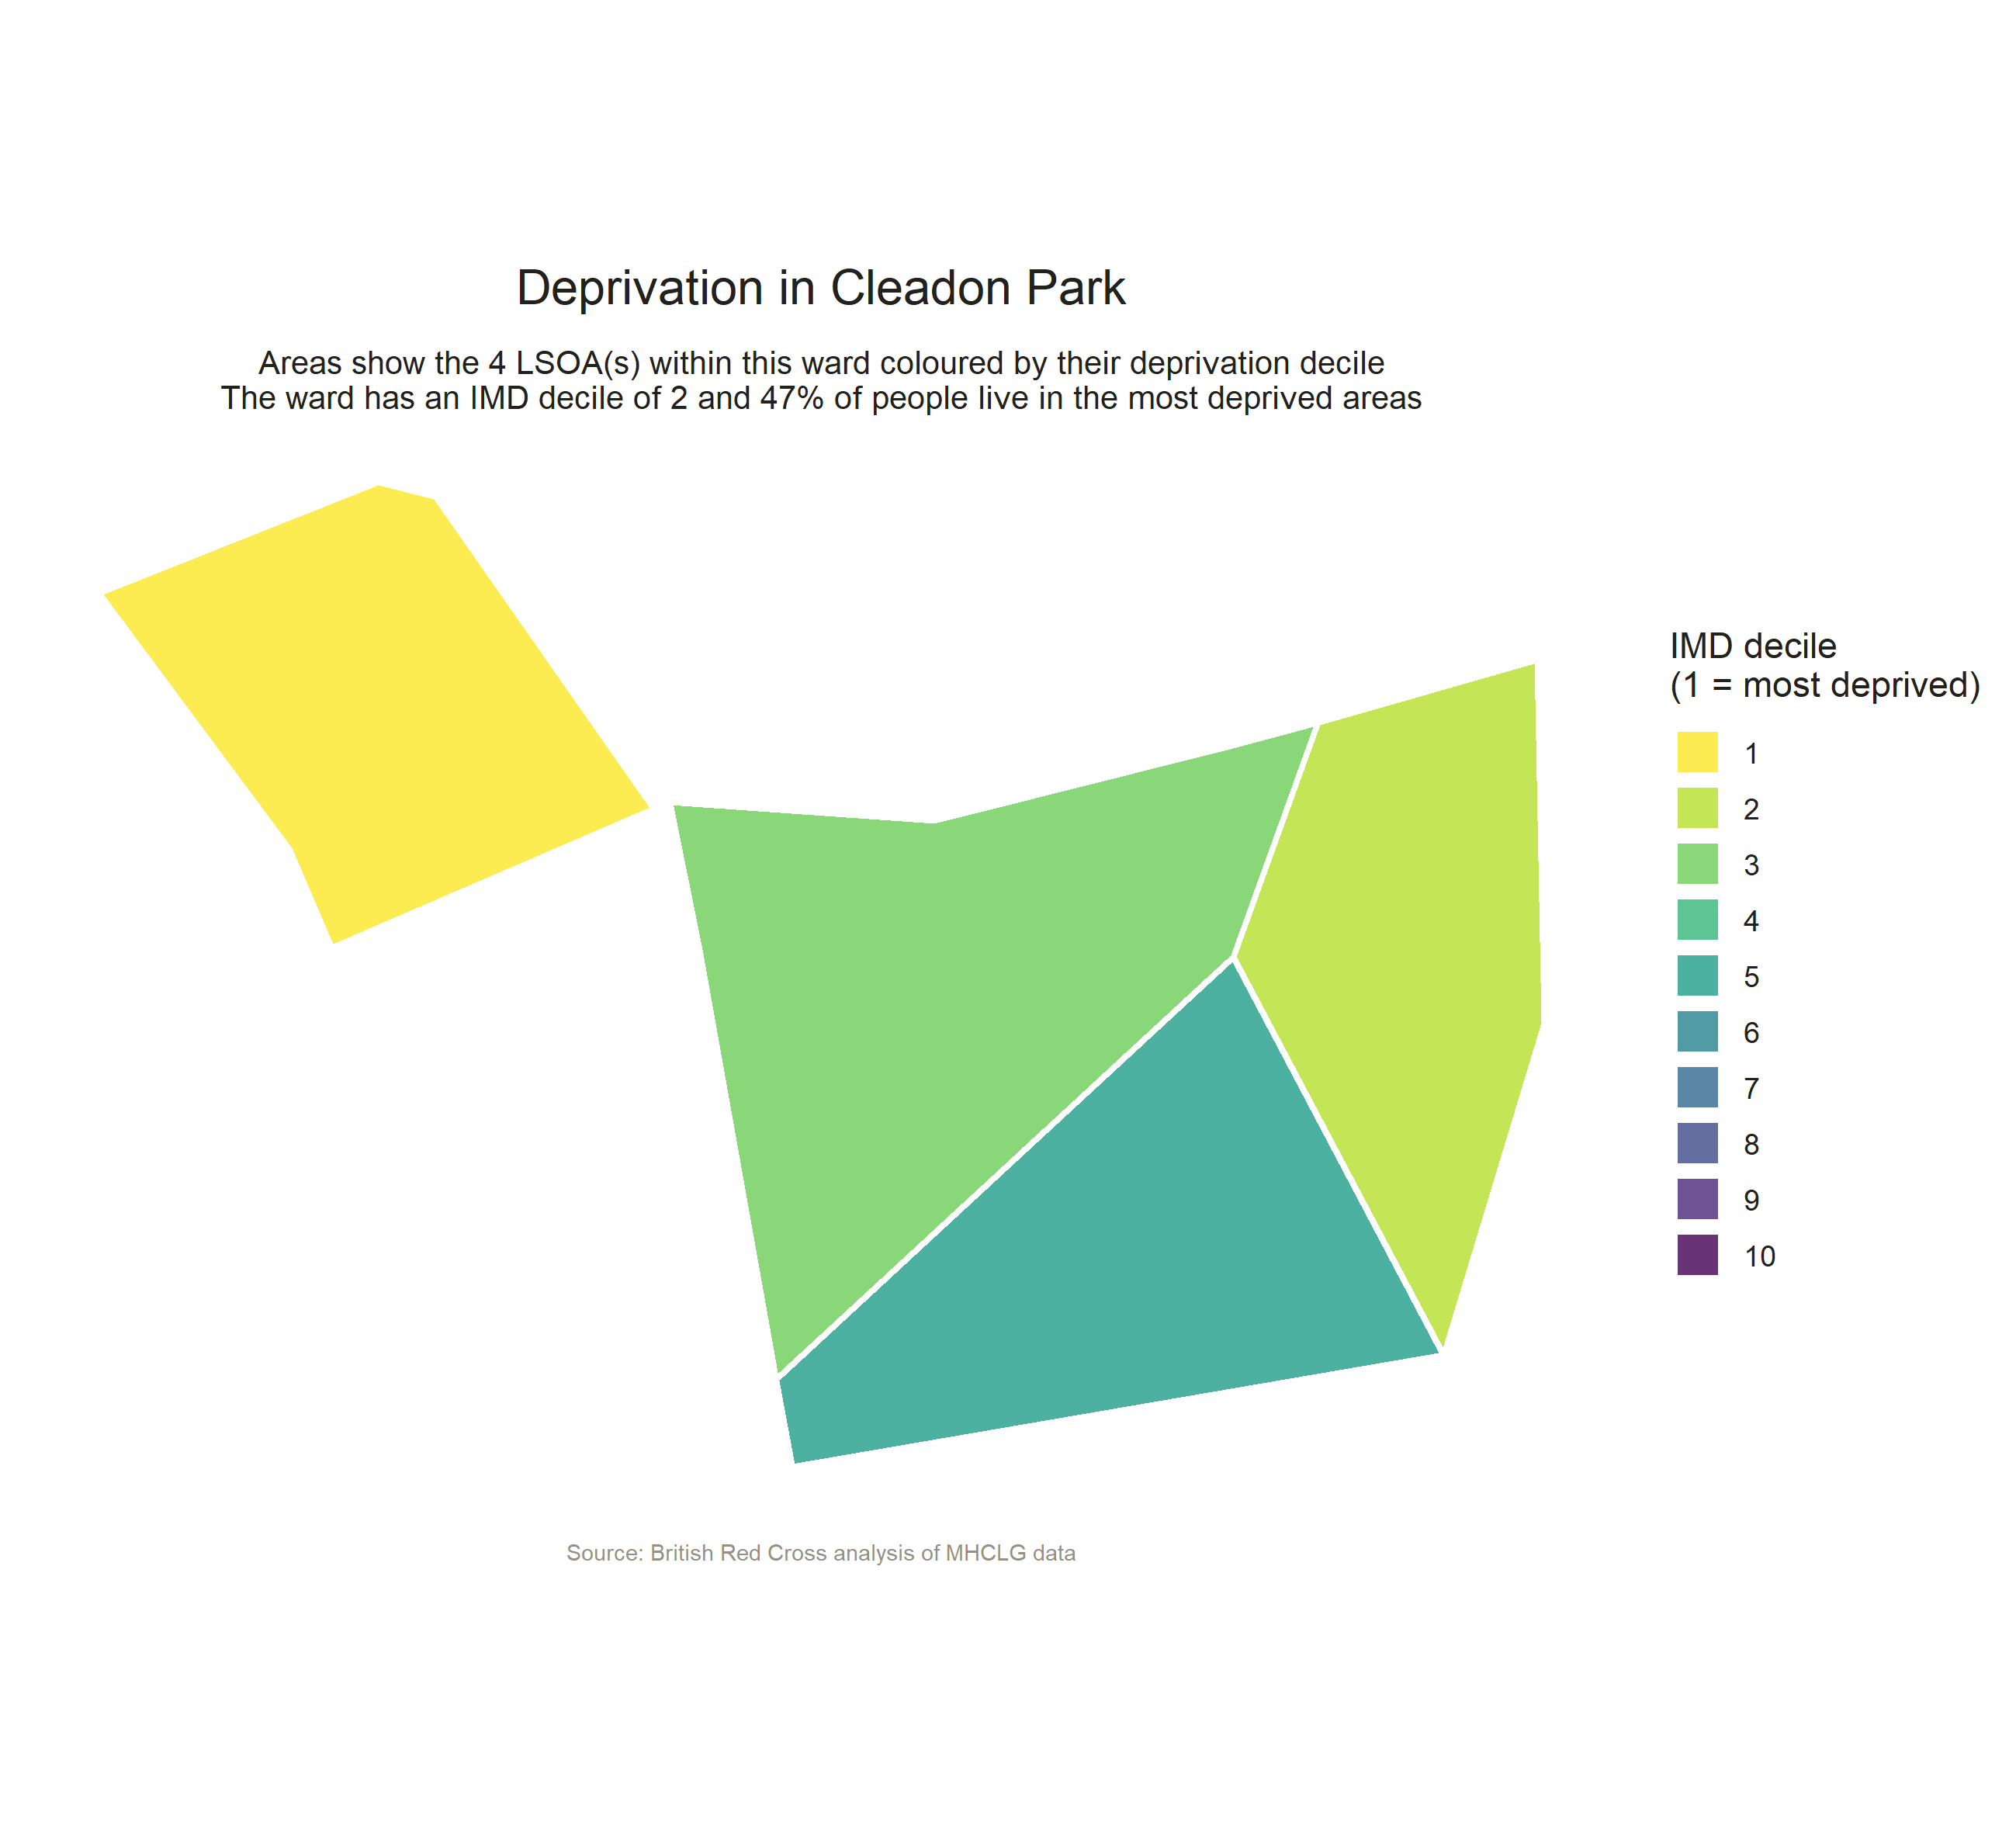 Deprivation in Cleadon Park
Areas show the 4 LSOA(s) within this ward coloured by their deprivation decile
The ward has an IMD decile of 2 and 47% of people live in the most deprived areas
IMD decile
(1 = most deprived)
1
2
3
4
5
6
7
8
9
10
Source: British Red Cross analysis of MHCLG data